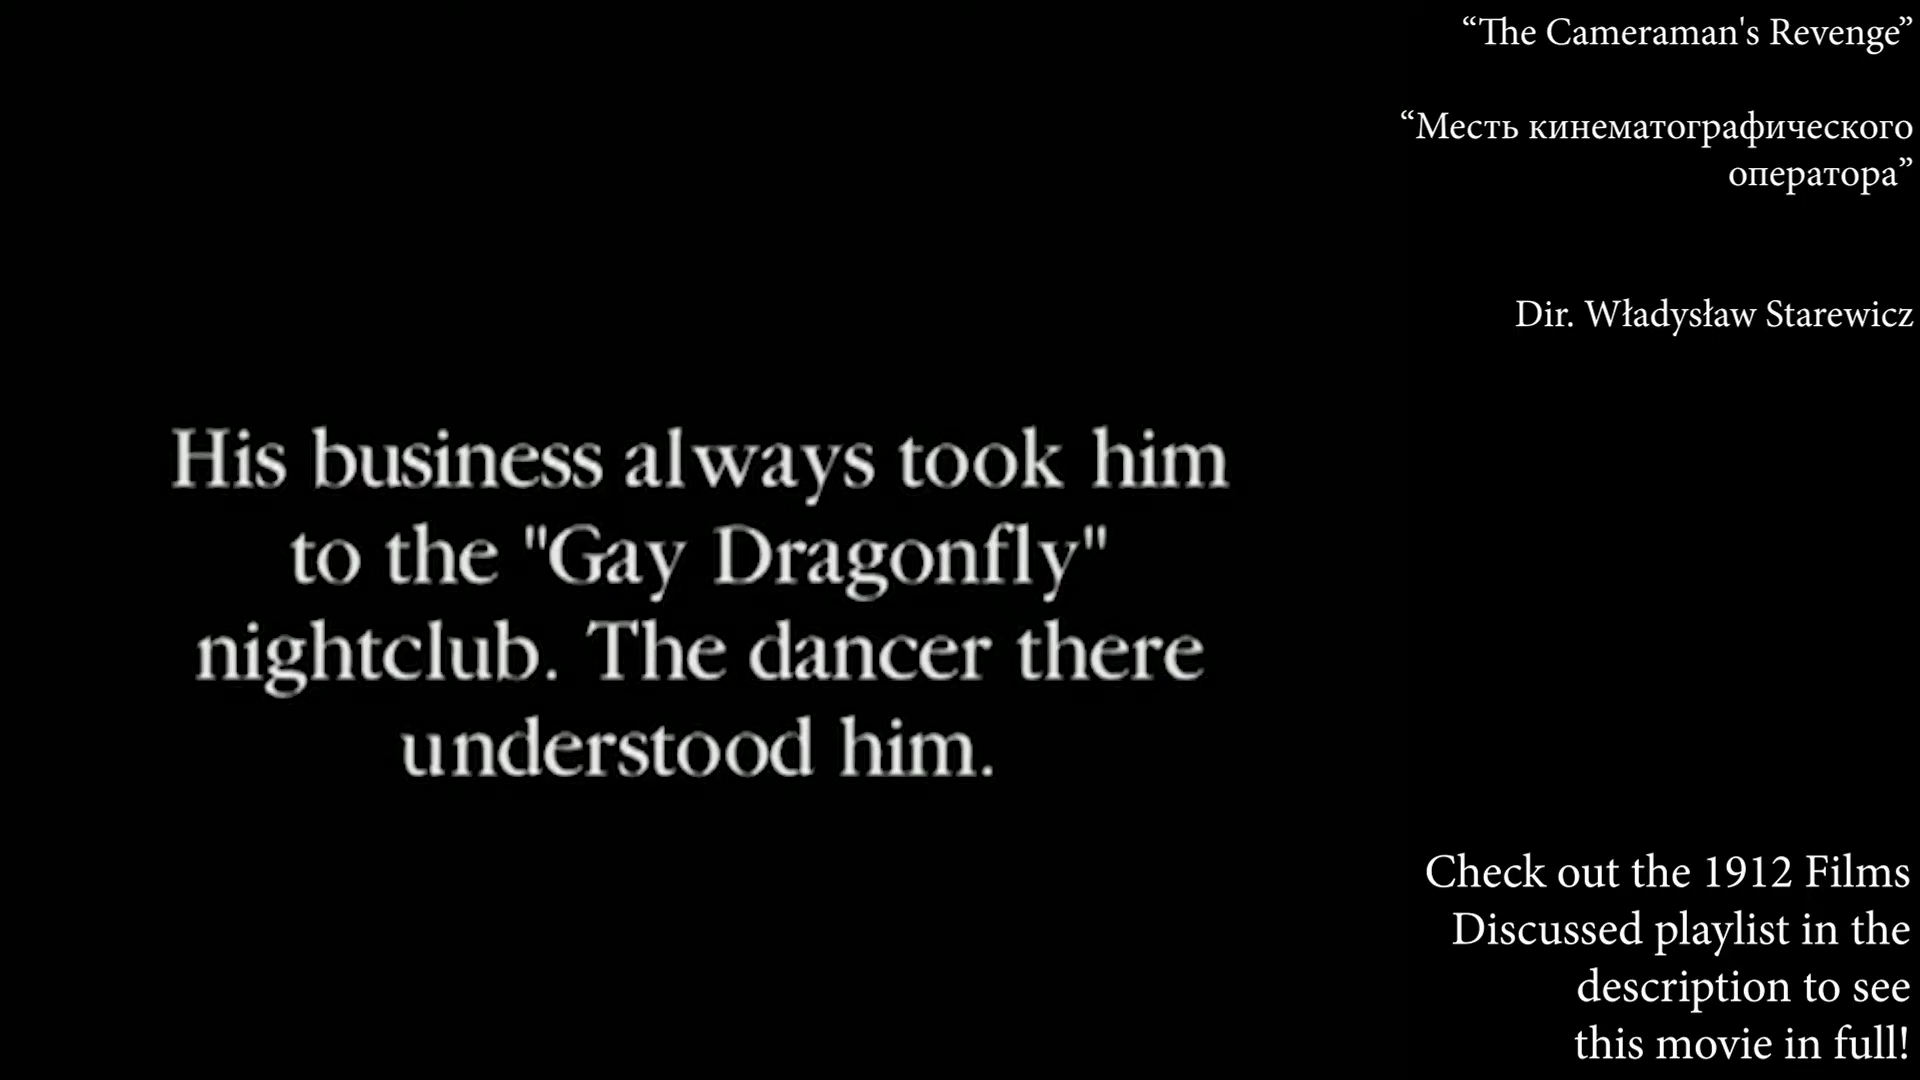 “The Cameraman's Revenge”
“Месть кинематографического
оператора”
Dir. Władysław Starewicz
His business always took him
to the "Gay Dragonfly"
nightclub. The dancer there
understood him.
Check out the 1912 Films
Discussed playlist in the
description to see
this movie in full!